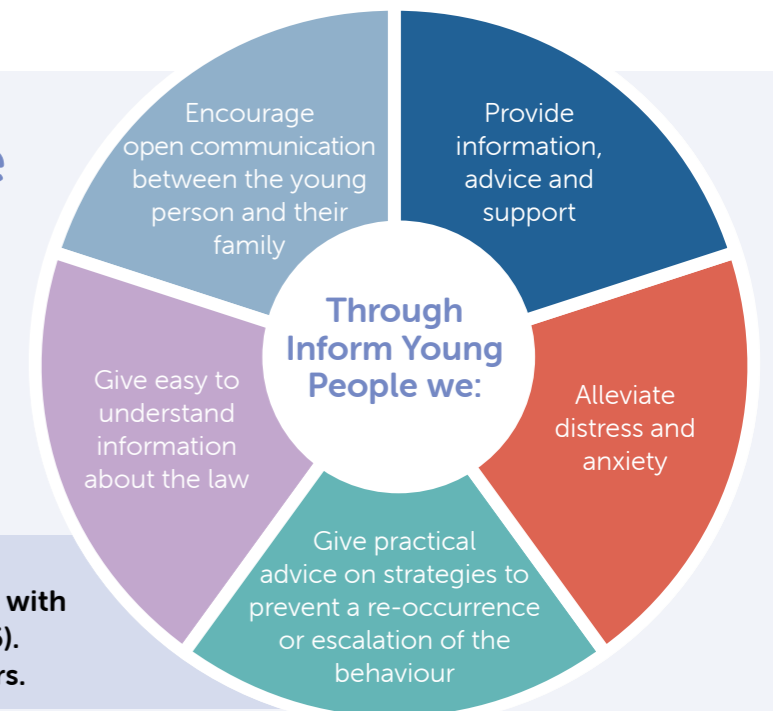 e
Encourage
open communication
between the young
person and their
family
Provide
information,
advice and
support
Through
Inform Young
People we:
Give easy to
understand
information
about the law
Alleviate
distress and
anxiety
Give practical
advice on strategies to
prevent a re-occurrence
or escalation of the
behaviour
with
).
rs.